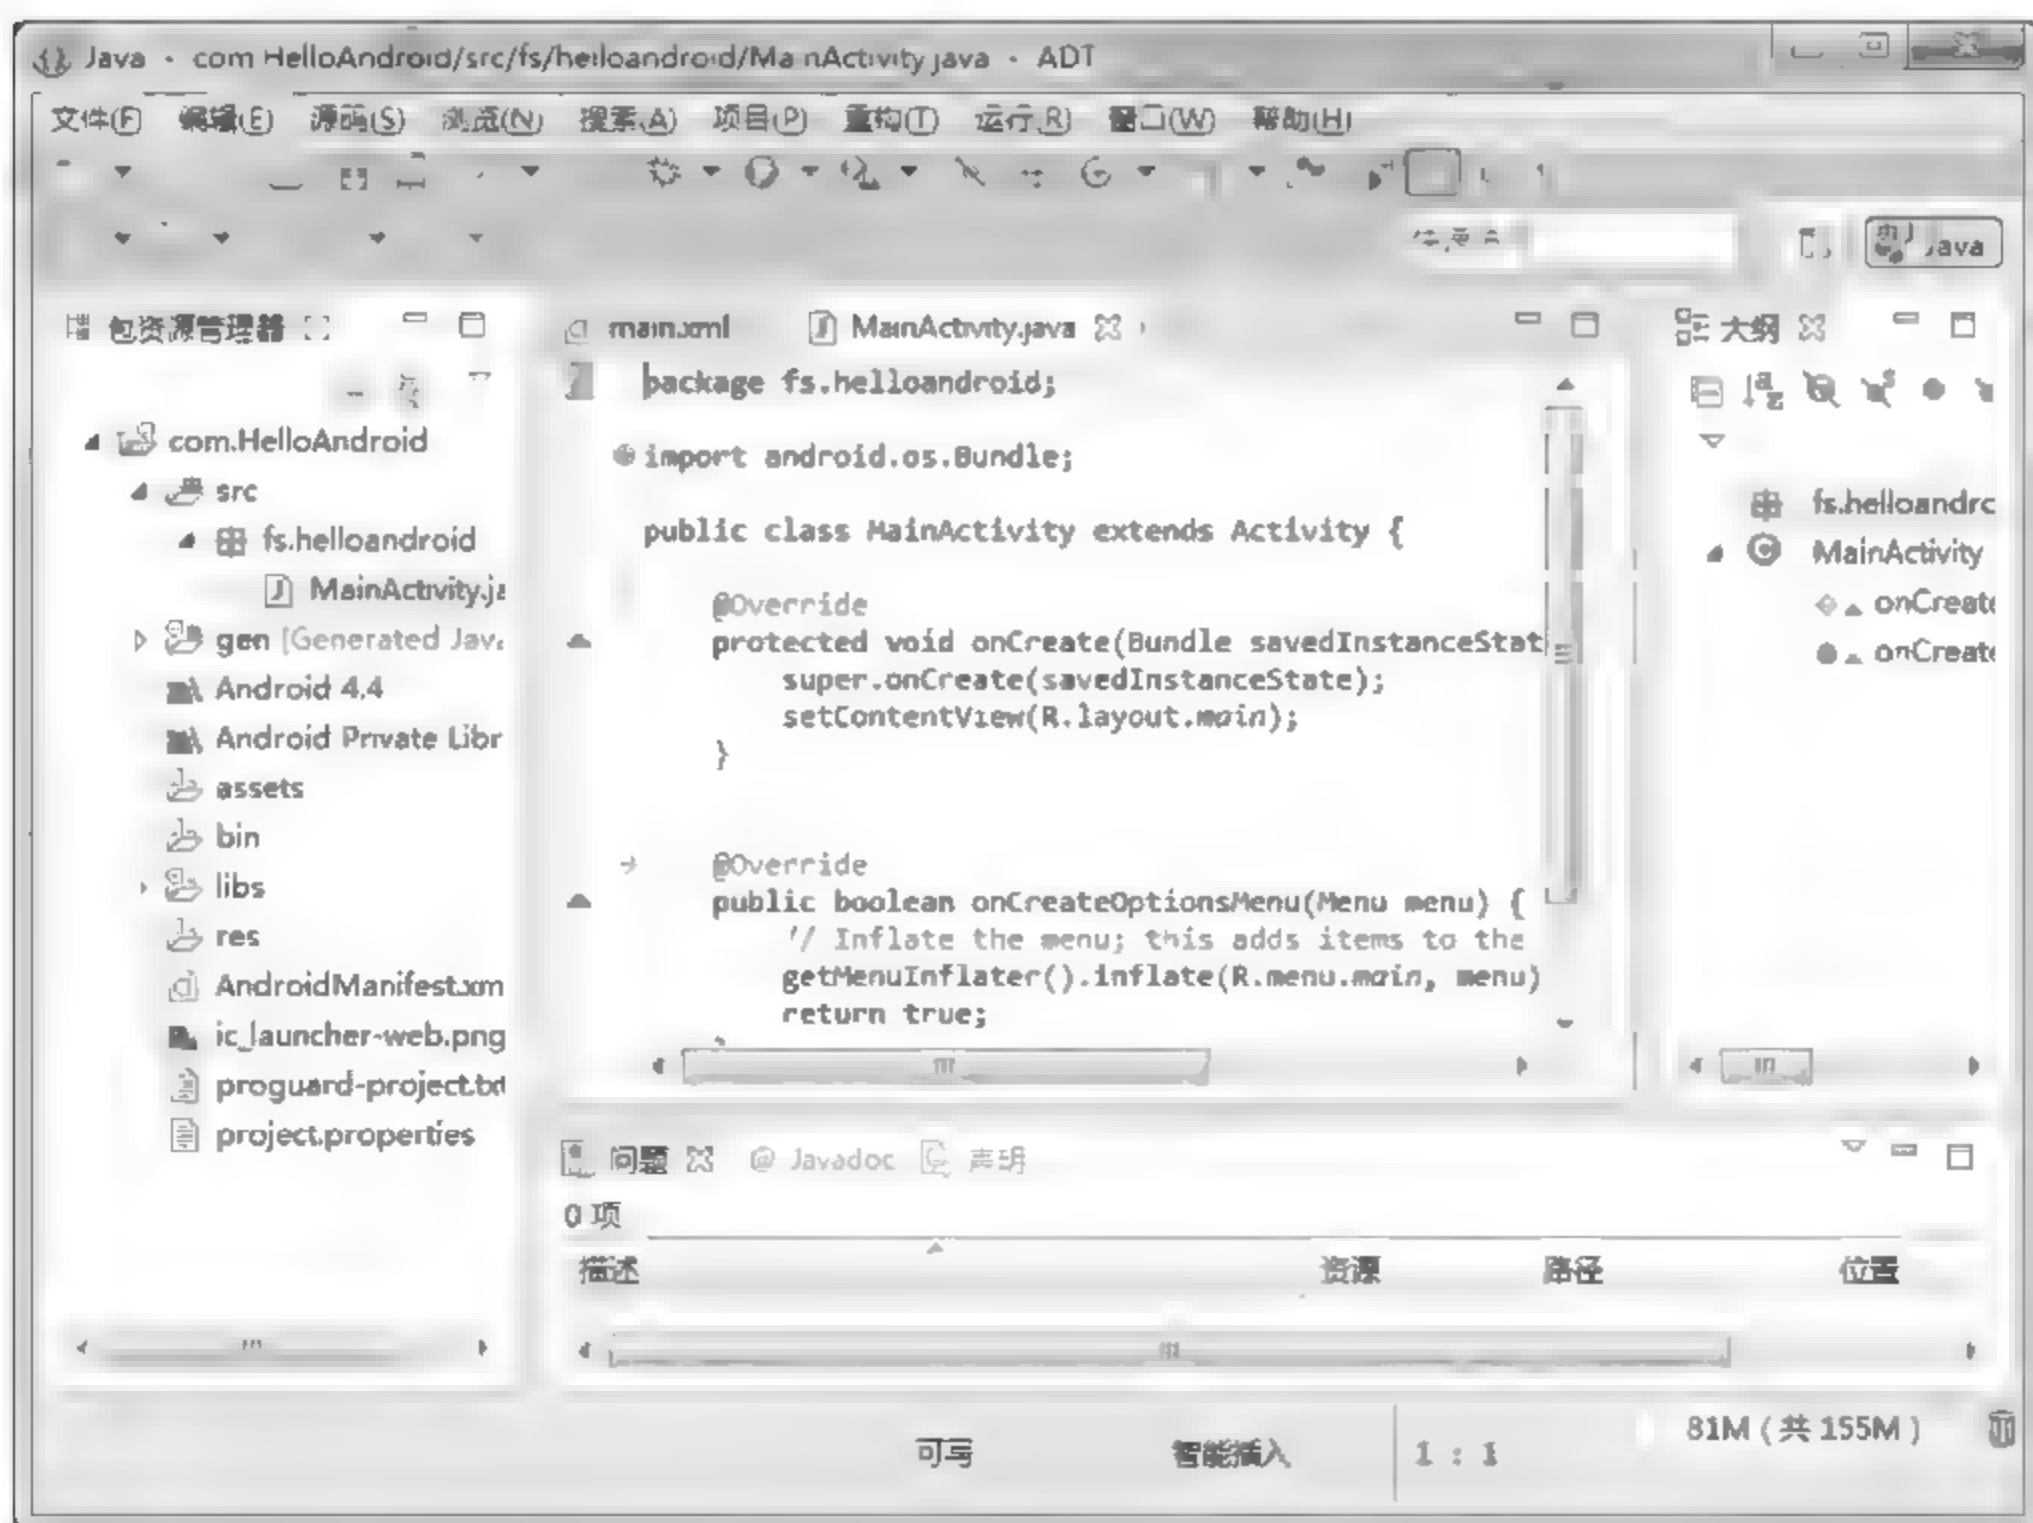 Java - com.HelloAndroid/src/fs/helloandroid/MainActivity.java - ADT
文件(F) 编辑(E) 源码(S) 浏览(N) 搜索(A) 项目(P) 重构(T) 运行(R) 窗口(W) 帮助(H)
Java
包资源管理器
com.HelloAndroid
src
fs.helloandroid
MainActivity.ja
gen [Generated Java
Android 4.4
Android Private Libr
assets
bin
libs
res
AndroidManifest.xm
ic_launcher-web.png
proguard-project.txt
project.properties
main.xml MainActivity.java
package fs.helloandroid;
import android.os.Bundle;
public class MainActivity extends Activity {
@Override
protected void onCreate(Bundle savedInstanceStat
super.onCreate(savedInstanceState);
setContentView(R.layout.main);
}
@Override
public boolean onCreateOptionsMenu(Menu menu) {
// Inflate the menu; this adds items to the
getMenuInflater().inflate(R.menu.main, menu)
return true;
大纲
fs.helloandro
MainActivity
onCreate
onCreate
问题 @ Javadoc 声明
0 项
描述 资源 路径 位置
可写 智能插入 1 : 1 81M (共 155M)